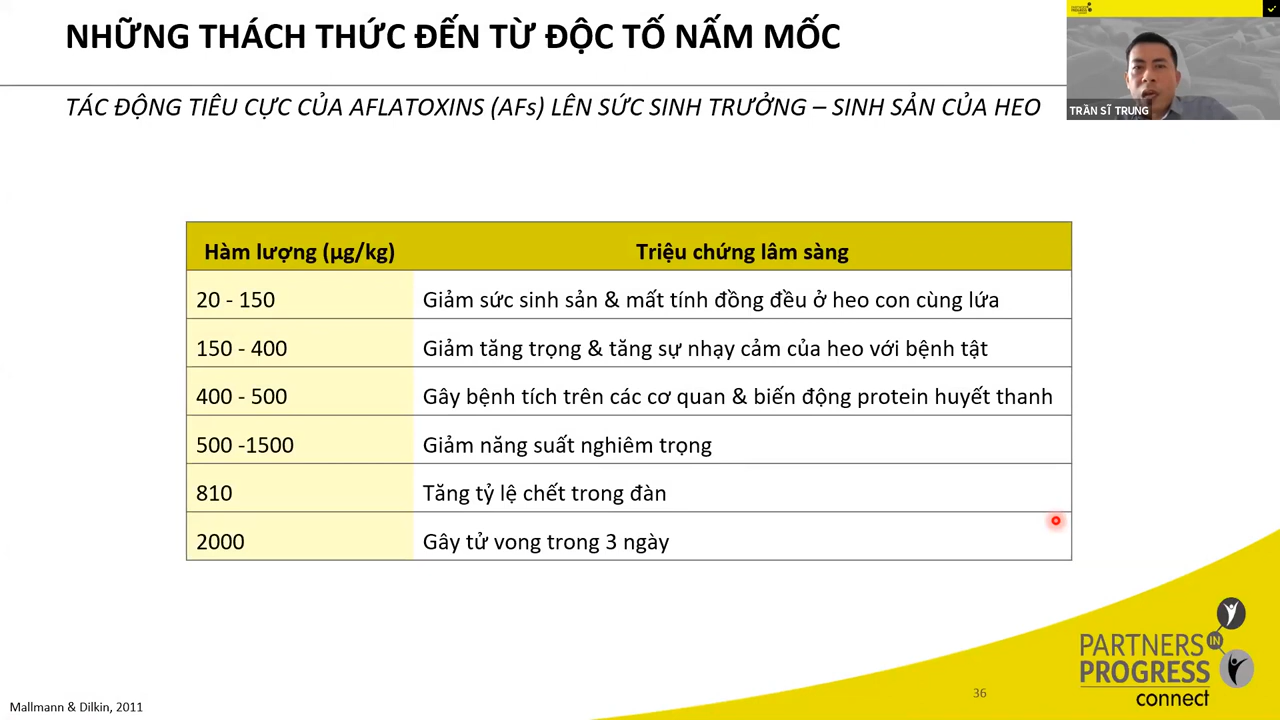 NHỮNG THÁCH THỨC ĐẾN TỪ ĐỘC TỐ NẤM MỐC
TÁC ĐỘNG TIÊU CỰC CỦA AFLATOXINS (AFs) LÊN SỨC SINH TRƯỞNG – SINH SẢN CỦA HEO
TRẦN SĨ TRUNG
Hàm lượng (µg/kg) Triệu chứng lâm sàng
20 - 150 Giảm sức sinh sản & mất tính đồng đều ở heo con cùng lứa
150 - 400 Giảm tăng trọng & tăng sự nhạy cảm của heo với bệnh tật
400 - 500 Gây bệnh tích trên các cơ quan & biến động protein huyết thanh
500 -1500 Giảm năng suất nghiêm trọng
810 Tăng tỷ lệ chết trong đàn
2000 Gây tử vong trong 3 ngày
PARTNERS IN
PROGRESS
connect
36
Mallmann & Dilkin, 2011